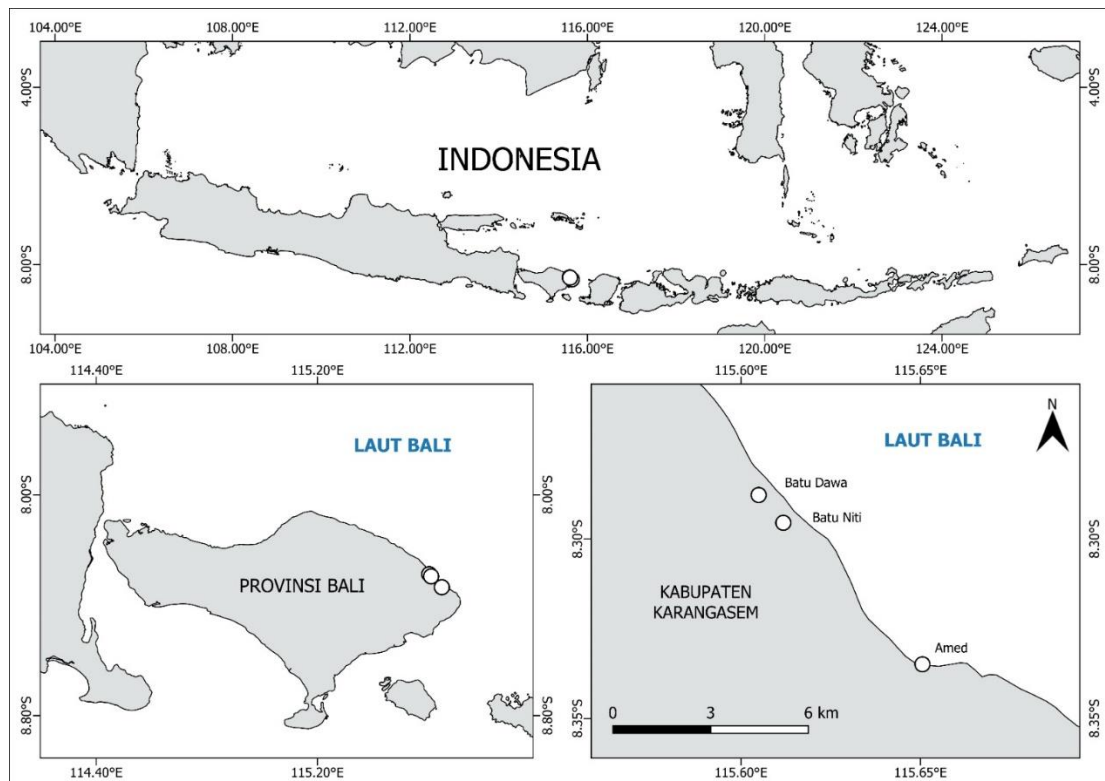 104.00°E 108.00°E 112.00°E 116.00°E 120.00°E 124.00°E
4.00°S 4.00°S
INDONESIA
8.00°S 8.00°S
104.00°E 108.00°E 112.00°E 116.00°E 120.00°E 124.00°E
114.40°E 115.20°E
LAUT BALI
8.00°S 8.00°S
PROVINSI BALI
8.80°S 8.80°S
114.40°E 115.20°E
115.60°E 115.65°E
N
LAUT BALI
Batu Dawa
Batu Niti
8.30°S 8.30°S
KABUPATEN
KARANGASEM
Amed
0 3 6 km
8.35°S 8.35°S
115.60°E 115.65°E